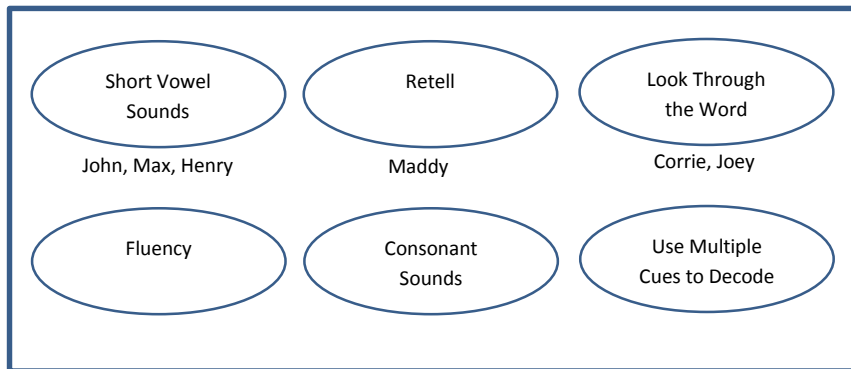 Short Vowel
Sounds
Retell
Look Through
the Word
John, Max, Henry
Maddy
Corrie, Joey
Fluency
Consonant
Sounds
Use Multiple
Cues to Decode